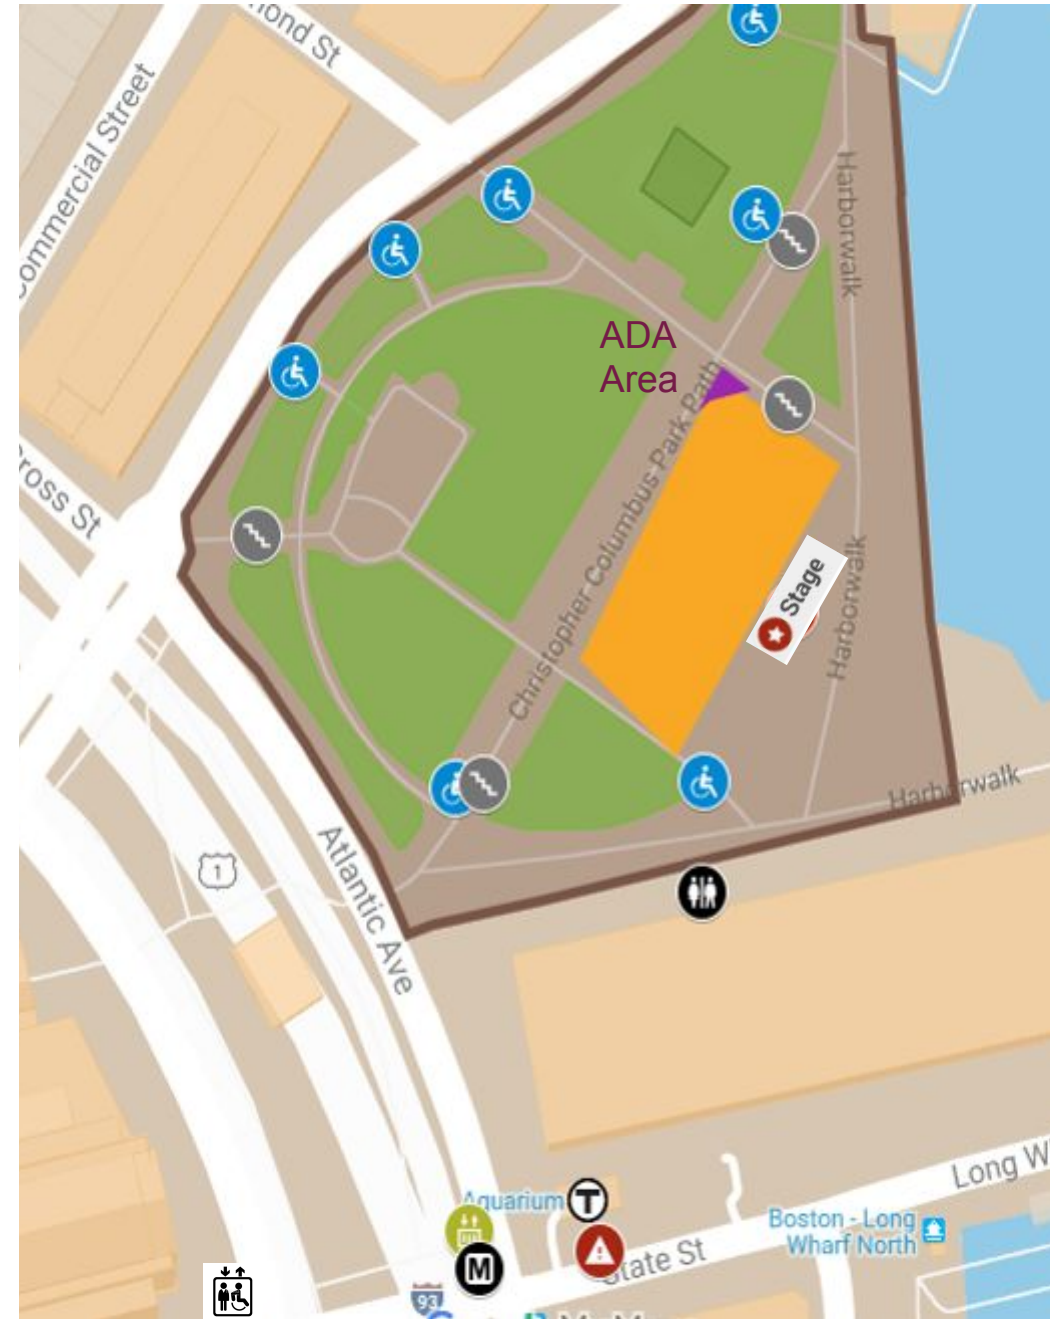 mond St
Commercial Street
Harborwalk
ADA
Area
Christopher Columbus Park Path
Cross St
Stage
Harborwalk
Harborwalk
1
Atlantic Ave
Aquarium
T
Long W
Boston - Long
Wharf North
M
State St
93